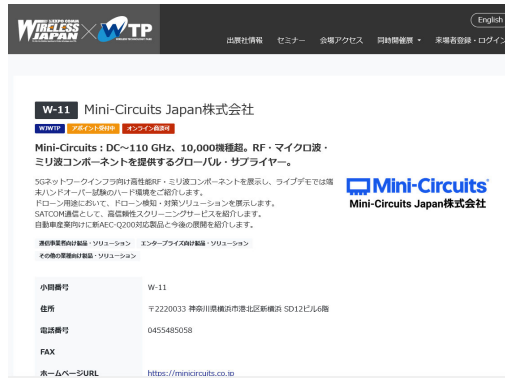 WIRELESS JAPAN × WTP
English
出展社情報 セミナー 会場アクセス 同時開催展 来場者登録・ログイン
W-11 Mini-Circuits Japan株式会社
WJWTP アポイント受付中 オンライン商談可
Mini-Circuits：DC～110 GHz、10,000機種超。RF・マイクロ波・
ミリ波コンポーネントを提供するグローバル・サプライヤー。
5Gネットワークインフラ向け高性能RF・ミリ波コンポーネントを展示し、ライブデモでは端
末ハンドオーバー試験のハード環境をご紹介します。
ドローン用途において、ドローン検知・対策ソリューションを展示します。
SATCOM通信として、高信頼性スクリーニングサービスを紹介します。
自動車産業向けに新AEC-Q200対応製品と今後の展開を紹介します。
Mini-Circuits
Mini-Circuits Japan株式会社
通信事業者向け製品・ソリューション エンタープライズ向け製品・ソリューション
その他の業種向け製品・ソリューション
小間番号 W-11
住所 〒2220033 神奈川県横浜市港北区新横浜 SD12ビル6階
電話番号 0455485058
FAX
ホームページURL https://minicircuits.co.jp